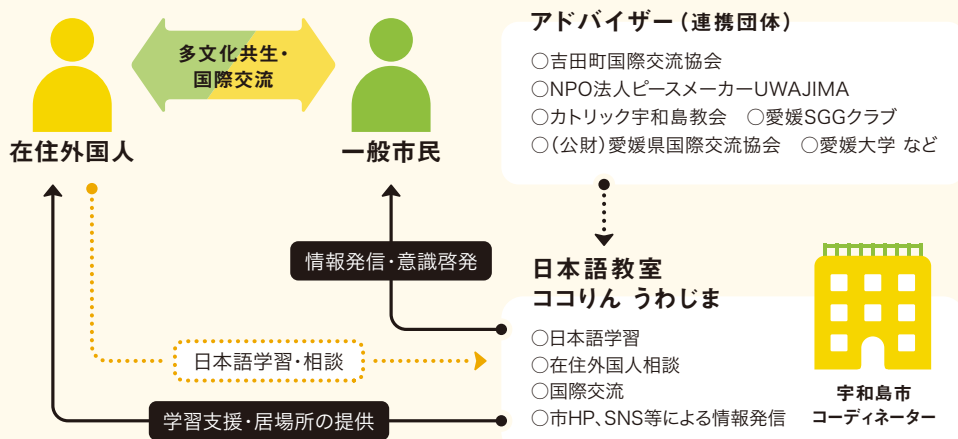 多文化共生・
国際交流
在住外国人
一般市民
アドバイザー(連携団体)
○吉田町国際交流協会
○NPO法人ピースメーカーUWAJIMA
○カトリック宇和島教会 ○愛媛SGGクラブ
○(公財)愛媛県国際交流協会 ○愛媛大学 など
情報発信・意識啓発
日本語学習・相談
学習支援・居場所の提供
日本語教室
ココりん うわじま
○日本語学習
○在住外国人相談
○国際交流
○市HP、SNS等による情報発信
宇和島市
コーディネーター